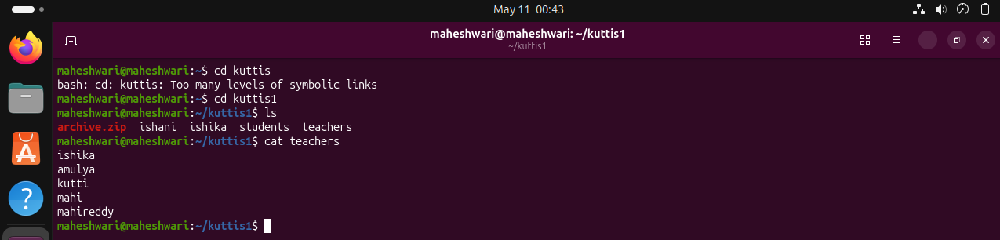 May 11 00:43
maheshwari@maheshwari: ~/kuttis1
~/kuttis1
maheshwari@maheshwari:~$ cd kuttis
bash: cd: kuttis: Too many levels of symbolic links
maheshwari@maheshwari:~$ cd kuttis1
maheshwari@maheshwari:~/kuttis1$ ls
archive.zip ishani ishika students teachers
maheshwari@maheshwari:~/kuttis1$ cat teachers
ishika
amulya
kutti
mahi
mahireddy
maheshwari@maheshwari:~/kuttis1$